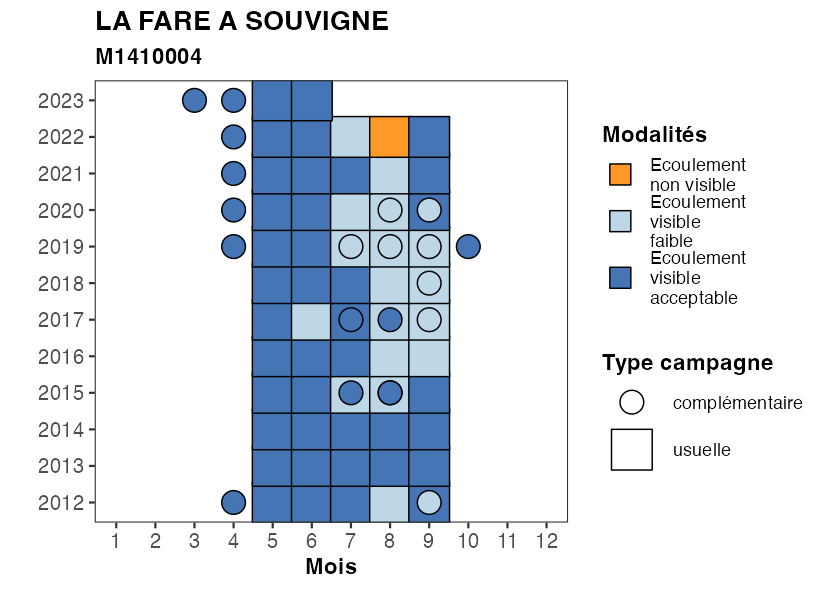 LA FARE A SOUVIGNE
M1410004
2023
2022
2021
2020
2019
2018
2017
2016
2015
2014
2013
2012
1 2 3 4 5 6 7 8 9 10 11 12
Mois
Modalités
Ecoulement
non visible
Ecoulement
visible
faible
Ecoulement
visible
acceptable
Type campagne
complémentaire
usuelle